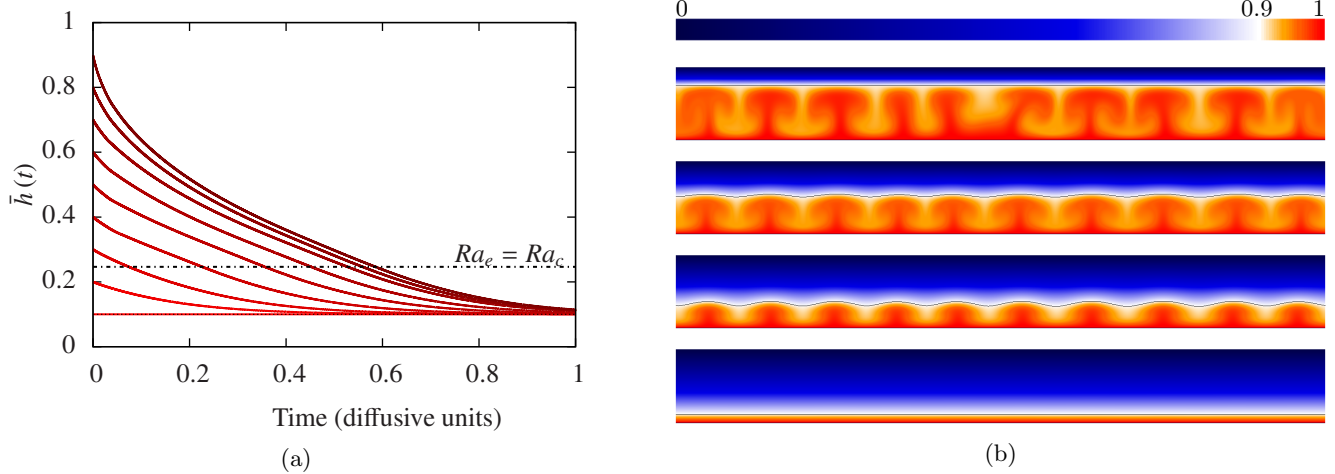 1
0.8
0.6
0.4
0.2
0
h̄ (t)
Ra_e = Ra_c
0 0.2 0.4 0.6 0.8 1
Time (diffusive units)
(a)
0 0.9 1
(b)